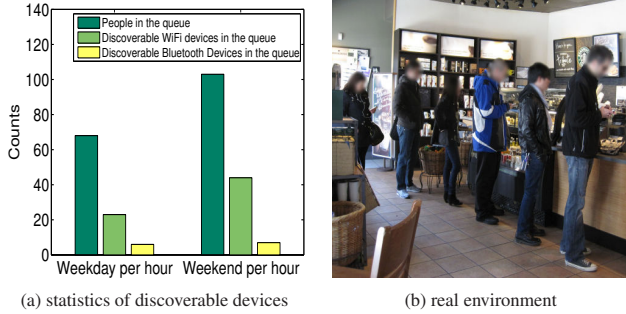 140
120
100
80
60
40
20
0
Counts
People in the queue
Discoverable WiFi devices in the queue
Discoverable Bluetooth Devices in the queue
Weekday per hour Weekend per hour
(a) statistics of discoverable devices
(b) real environment